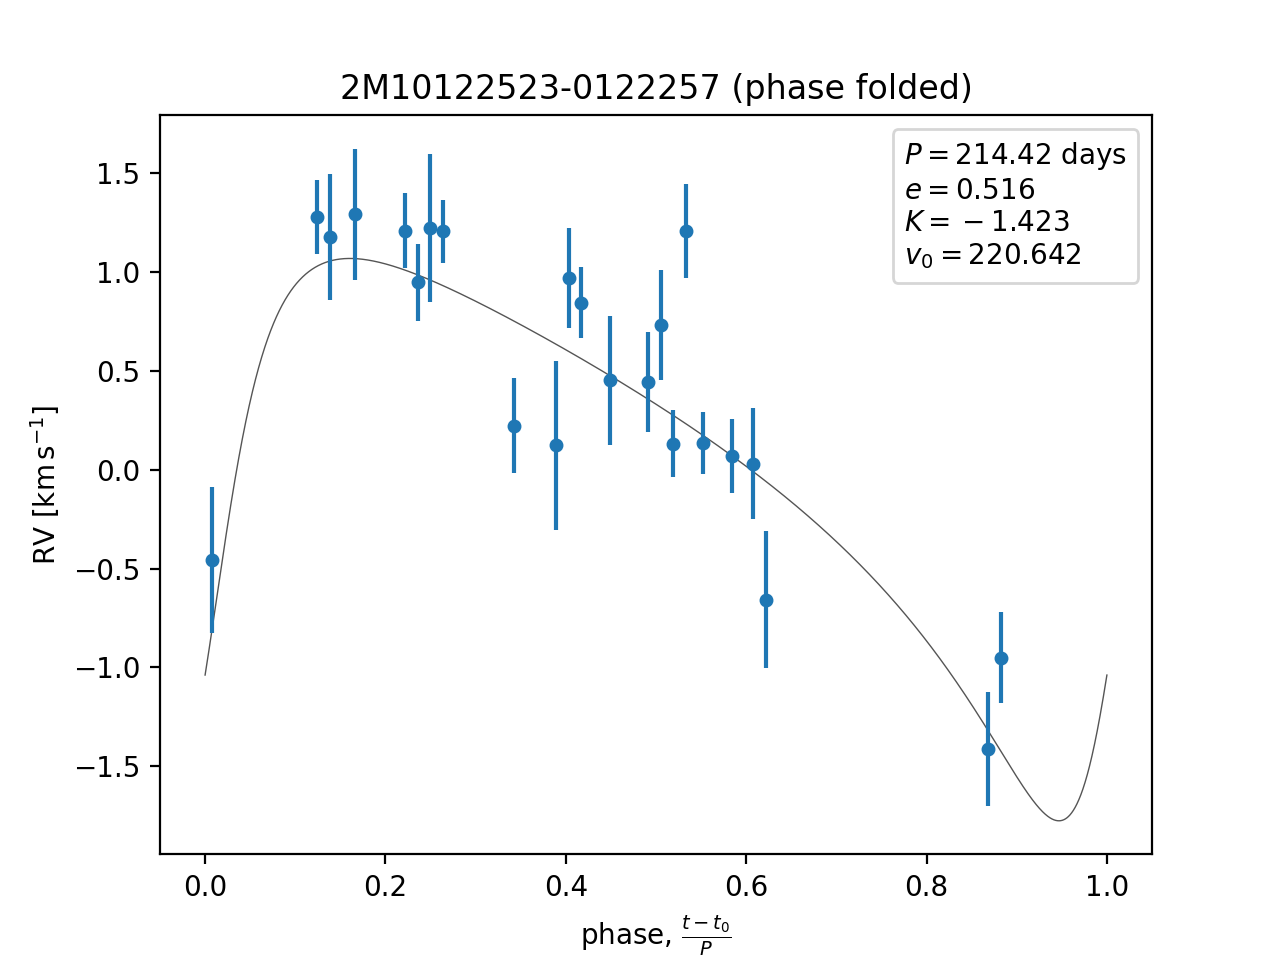 2M10122523-0122257 (phase folded)
P = 214.42 days
e = 0.516
K = −1.423
v₀ = 220.642
RV [km s⁻¹]
1.5
1.0
0.5
0.0
−0.5
−1.0
−1.5
0.0 0.2 0.4 0.6 0.8 1.0
phase, (t − t₀)/P